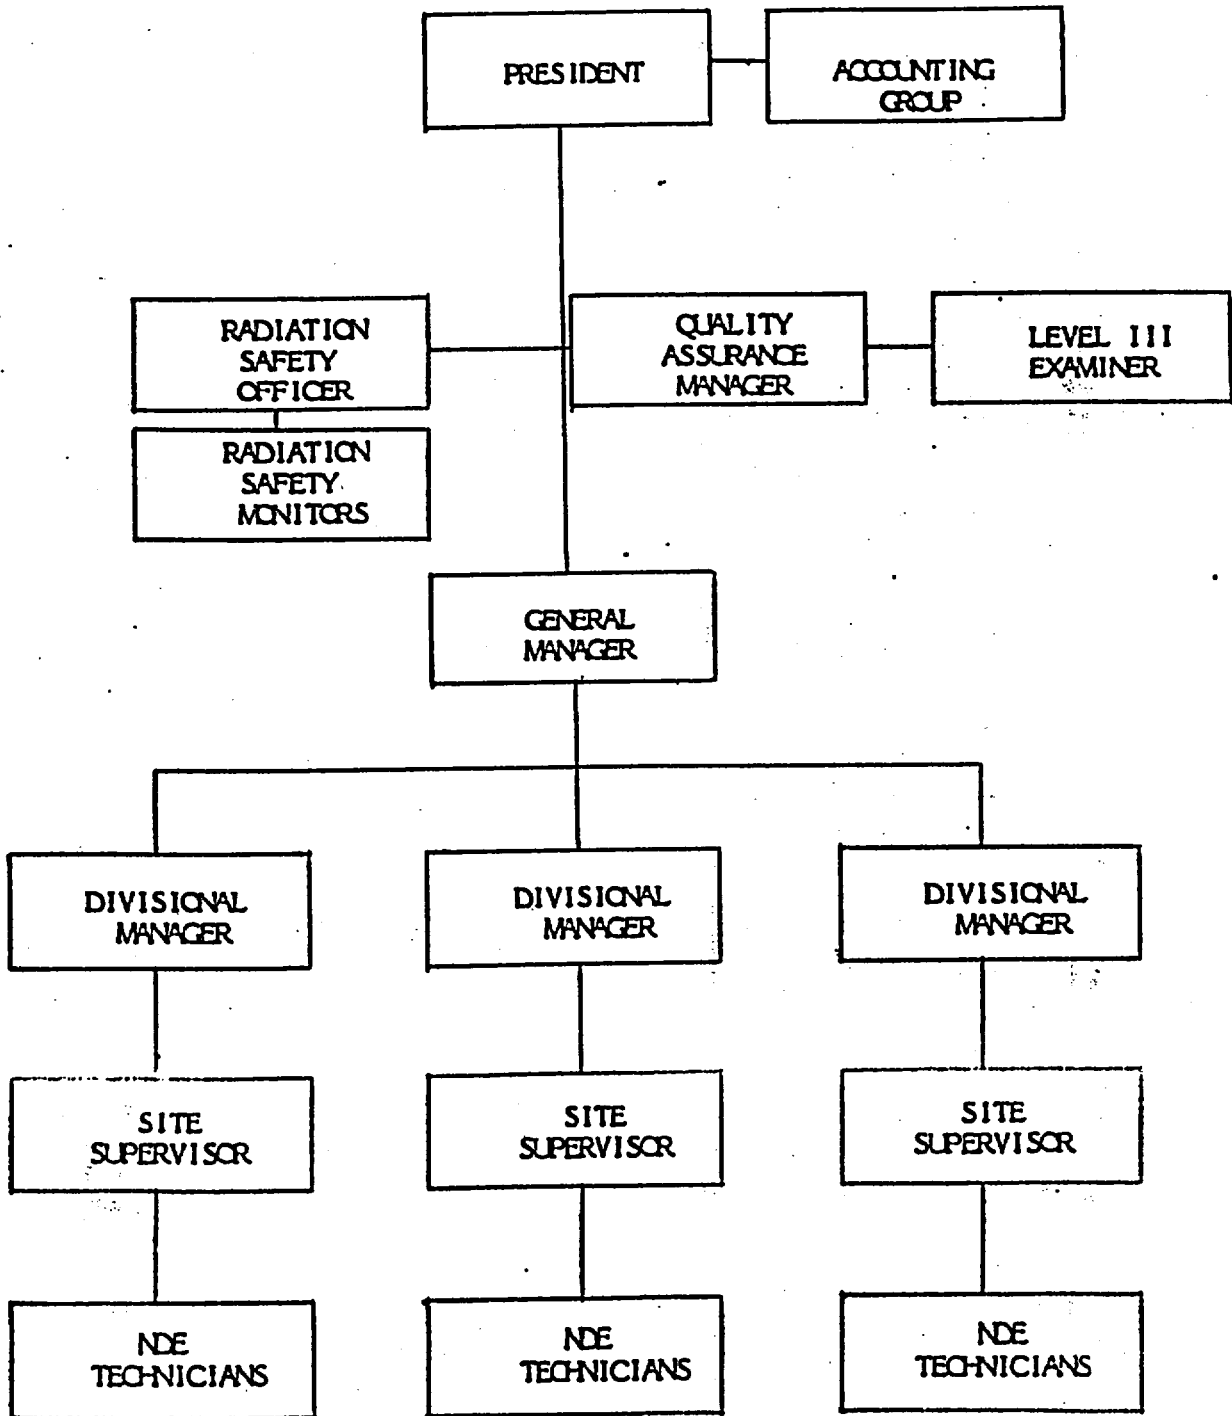 PRESIDENT
ACCOUNTING
GROUP
RADIATION
SAFETY
OFFICER
QUALITY
ASSURANCE
MANAGER
LEVEL III
EXAMINER
RADIATION
SAFETY
MONITORS
GENERAL
MANAGER
DIVISIONAL
MANAGER
DIVISIONAL
MANAGER
DIVISIONAL
MANAGER
SITE
SUPERVISOR
SITE
SUPERVISOR
SITE
SUPERVISOR
NDE
TECHNICIANS
NDE
TECHNICIANS
NDE
TECHNICIANS